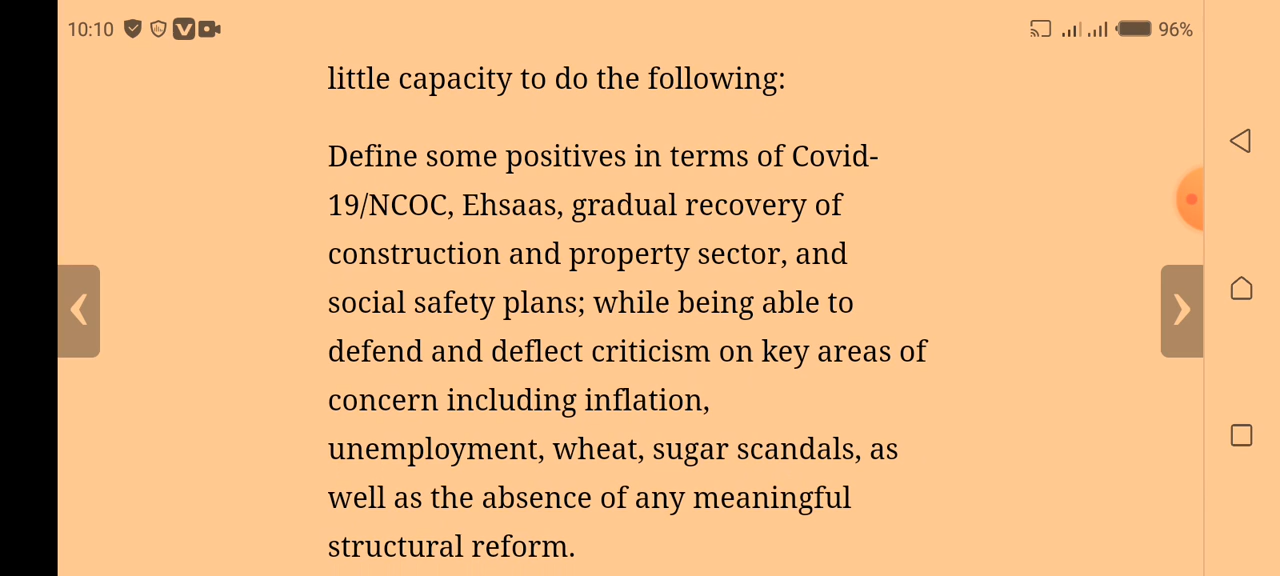 10:10
96%
little capacity to do the following:
Define some positives in terms of Covid-
19/NCOC, Ehsaas, gradual recovery of
construction and property sector, and
social safety plans; while being able to
defend and deflect criticism on key areas of
concern including inflation,
unemployment, wheat, sugar scandals, as
well as the absence of any meaningful
structural reform.